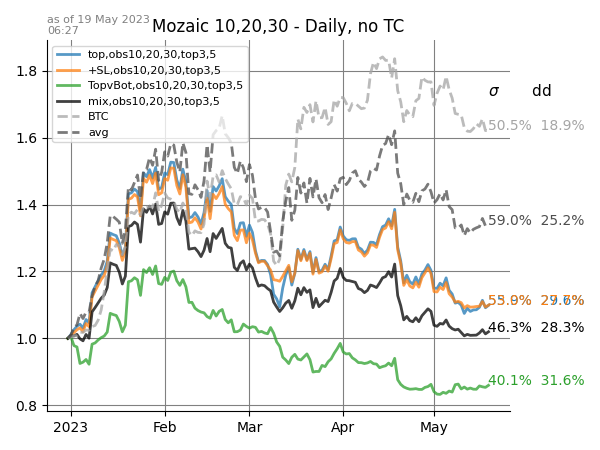 as of 19 May 2023
06:27
Mozaic 10,20,30 - Daily, no TC
top,obs10,20,30,top3,5
+SL,obs10,20,30,top3,5
TopvBot,obs10,20,30,top3,5
mix,obs10,20,30,top3,5
BTC
avg
σ dd
50.5% 18.9%
59.0% 25.2%
46.3% 28.3%
40.1% 31.6%
1.8
1.6
1.4
1.2
1.0
0.8
2023 Feb Mar Apr May